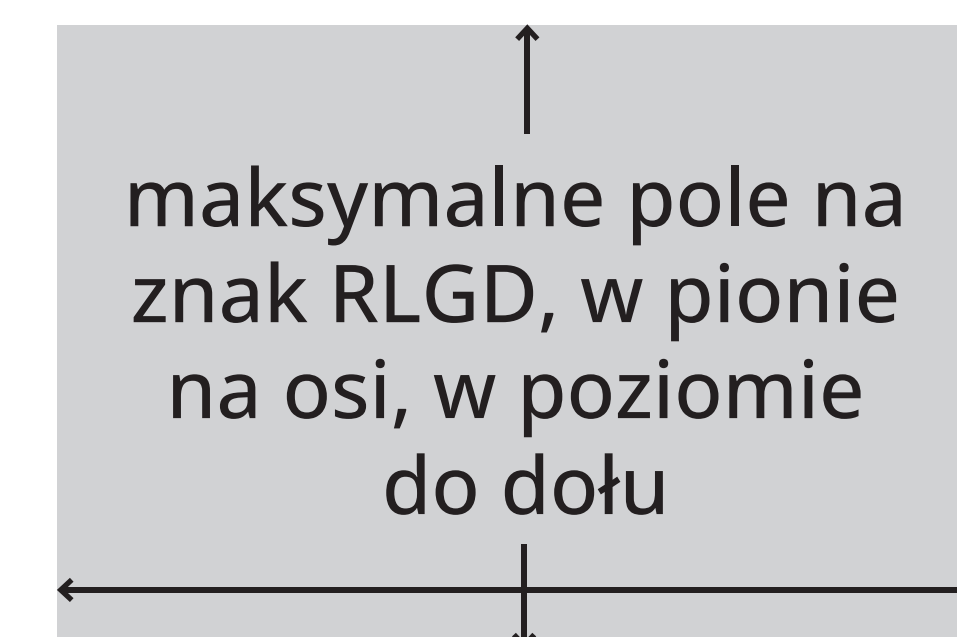 maksymalne pole na
znak RLGD, w pionie
na osi, w poziomie
do dołu